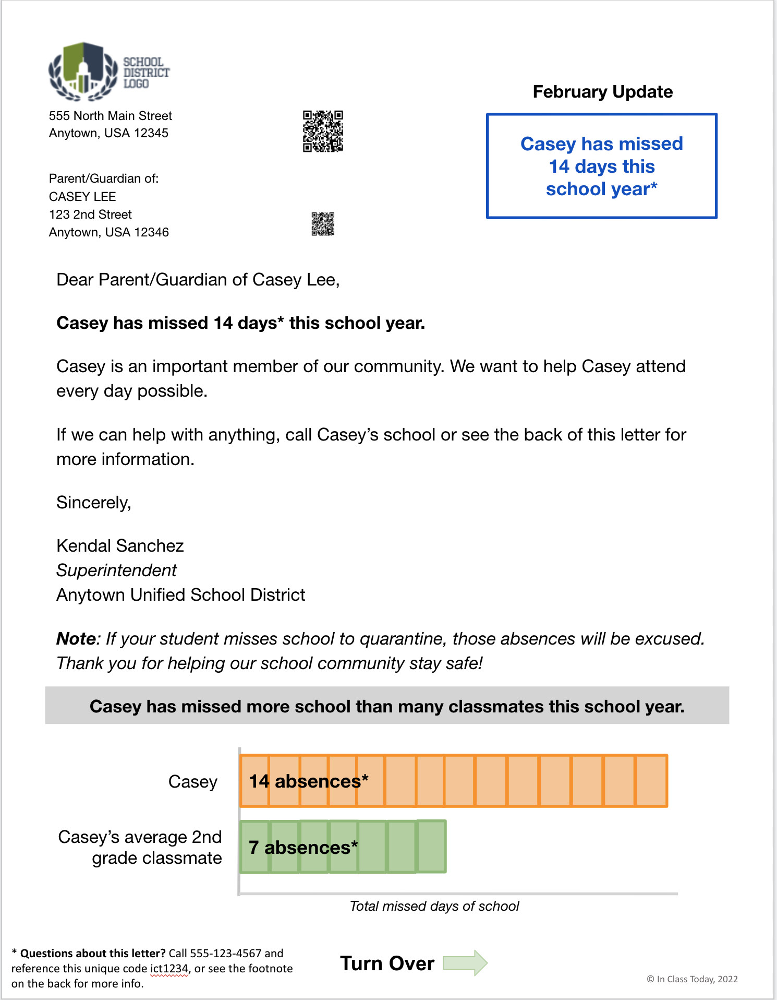 SCHOOL
DISTRICT
LOGO
555 North Main Street
Anytown, USA 12345
Parent/Guardian of:
CASEY LEE
123 2nd Street
Anytown, USA 12346
February Update
Casey has missed
14 days this
school year*
Dear Parent/Guardian of Casey Lee,
Casey has missed 14 days* this school year.
Casey is an important member of our community. We want to help Casey attend
every day possible.
If we can help with anything, call Casey’s school or see the back of this letter for
more information.
Sincerely,
Kendal Sanchez
Superintendent
Anytown Unified School District
Note: If your student misses school to quarantine, those absences will be excused.
Thank you for helping our school community stay safe!
Casey has missed more school than many classmates this school year.
Casey
14 absences*
Casey’s average 2nd
grade classmate
7 absences*
Total missed days of school
* Questions about this letter? Call 555-123-4567 and
reference this unique code ict1234, or see the footnote
on the back for more info.
Turn Over
© In Class Today, 2022